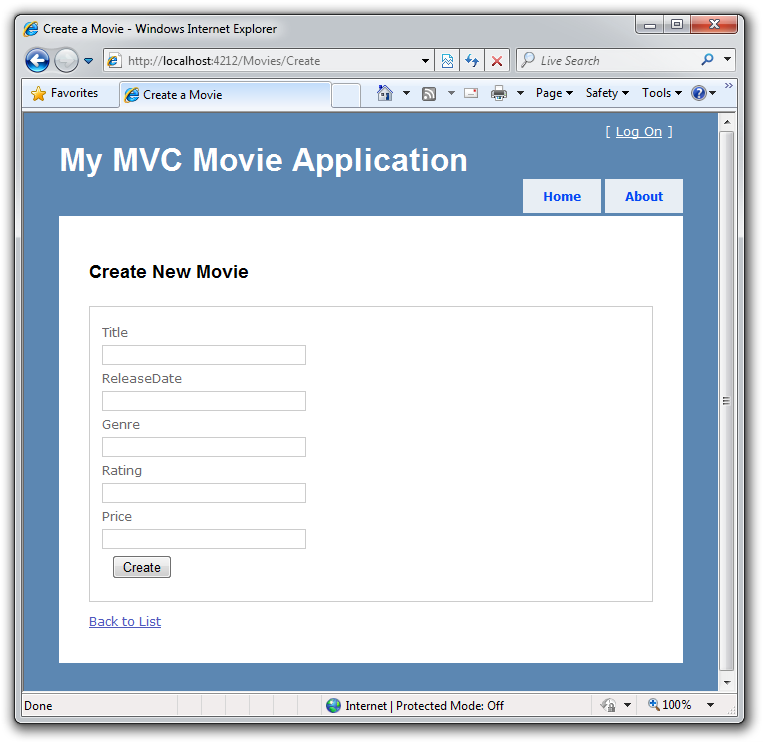 Create a Movie - Windows Internet Explorer
http://localhost:4212/Movies/Create
Live Search
Favorites
Create a Movie
Page Safety Tools
[ Log On ]
My MVC Movie Application
Home About
Create New Movie
Title
ReleaseDate
Genre
Rating
Price
Create
Back to List
Done Internet | Protected Mode: Off 100%